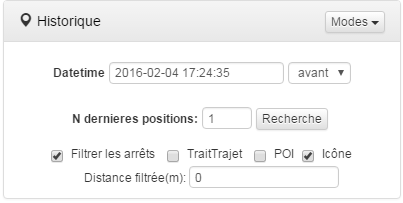 Historique Modes
Datetime 2016-02-04 17:24:35 avant
N dernieres positions: 1 Recherche
Filtrer les arrêts TraitTrajet POI Icône
Distance filtrèe(m): 0